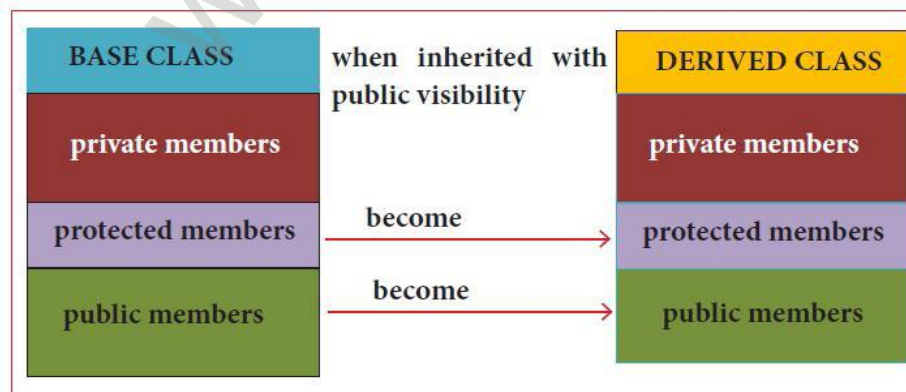 BASE CLASS
when inherited with
public visibility
DERIVED CLASS
private members
private members
become
protected members
protected members
become
public members
public members